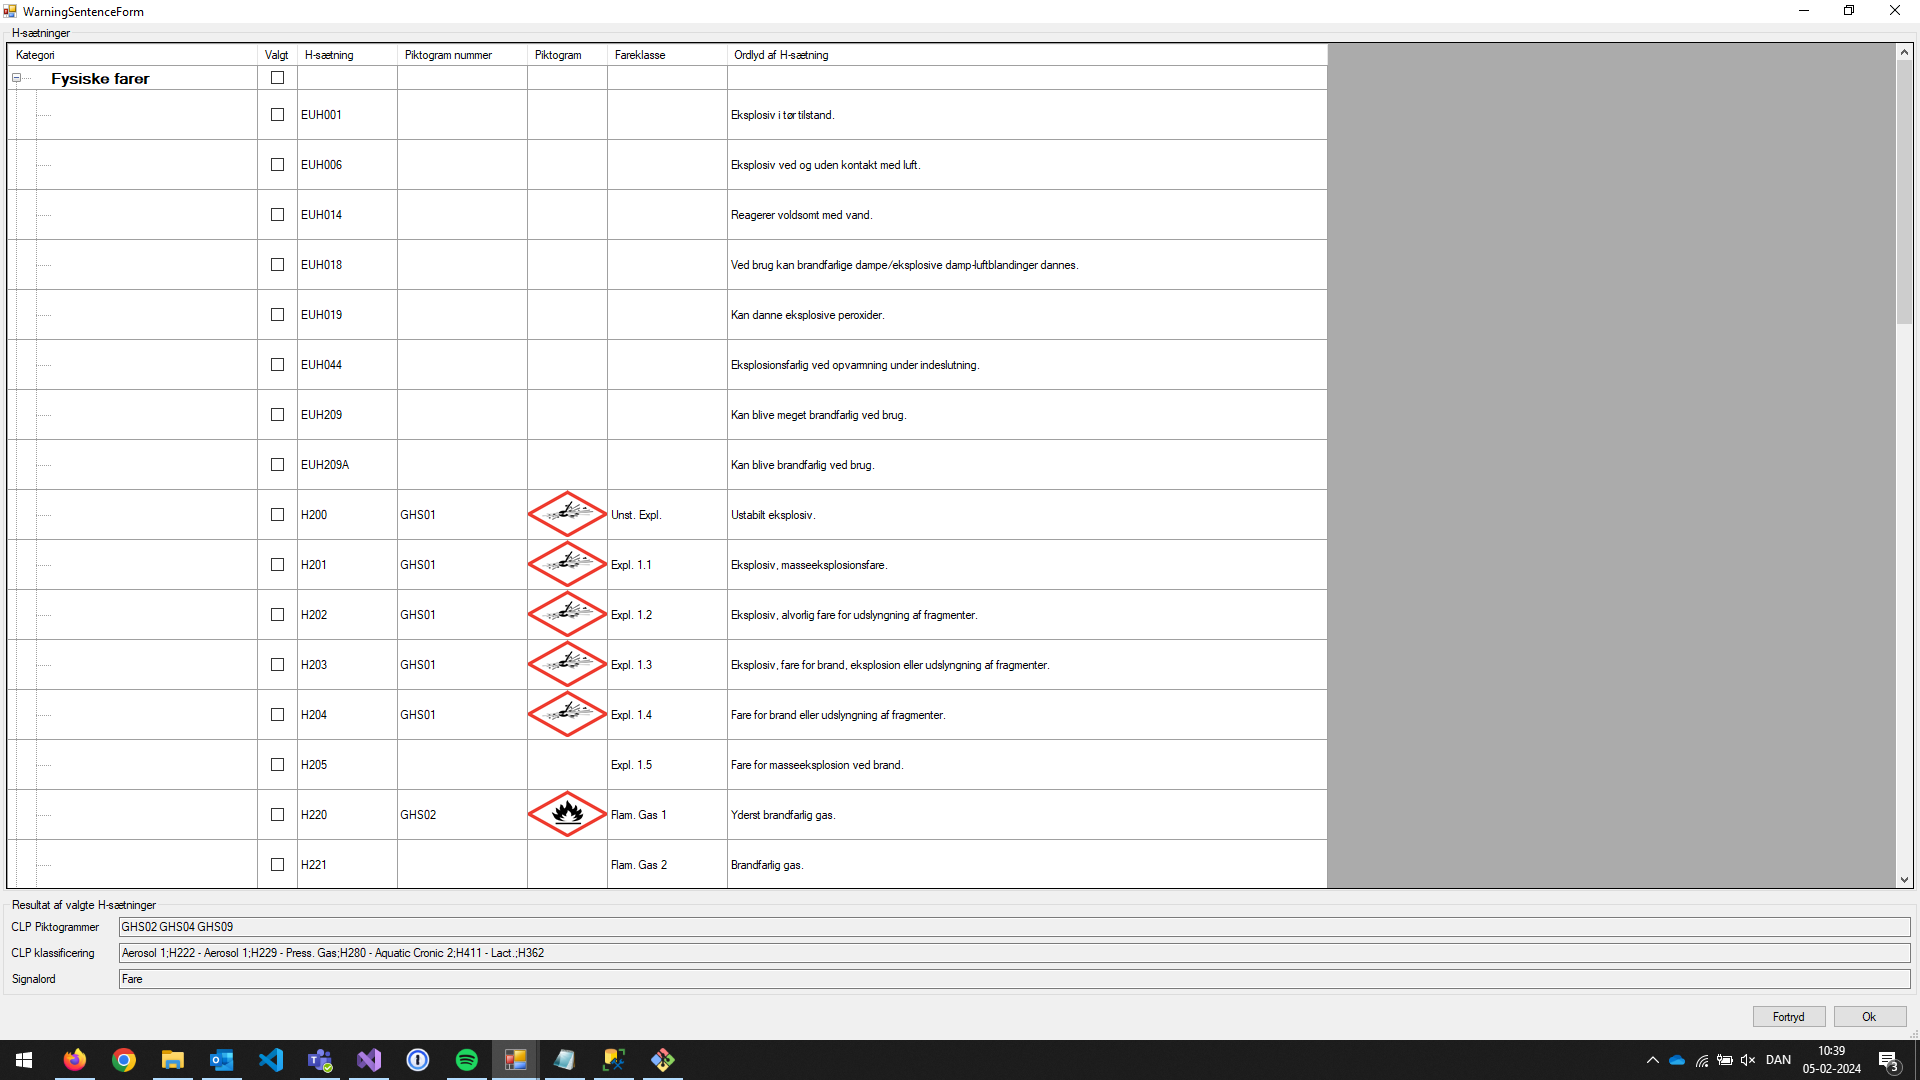 WarningSentenceForm
H-sætninger
Kategori Valgt H-sætning Piktogram nummer Piktogram Fareklasse Ordlyd af H-sætning
Fysiske farer
EUH001 Eksplosiv i tør tilstand.
EUH006 Eksplosiv ved og uden kontakt med luft.
EUH014 Reagerer voldsomt med vand.
EUH018 Ved brug kan brandfarlige dampe/eksplosive damp-luftblandinger dannes.
EUH019 Kan danne eksplosive peroxider.
EUH044 Eksplosionsfarlig ved opvarmning under indeslutning.
EUH209 Kan blive meget brandfarlig ved brug.
EUH209A Kan blive brandfarlig ved brug.
H200 GHS01 Unst. Expl. Ustabilt eksplosiv.
H201 GHS01 Expl. 1.1 Eksplosiv, masseeksplosionsfare.
H202 GHS01 Expl. 1.2 Eksplosiv, alvorlig fare for udslyngning af fragmenter.
H203 GHS01 Expl. 1.3 Eksplosiv, fare for brand, eksplosion eller udslyngning af fragmenter.
H204 GHS01 Expl. 1.4 Fare for brand eller udslyngning af fragmenter.
H205 Expl. 1.5 Fare for masseeksplosion ved brand.
H220 GHS02 Flam. Gas 1 Yderst brandfarlig gas.
H221 Flam. Gas 2 Brandfarlig gas.
Resultat af valgte H-sætninger
CLP Piktogrammer GHS02 GHS04 GHS09
CLP klassificering Aerosol 1;H222 - Aerosol 1;H229 - Press. Gas;H280 - Aquatic Cronic 2;H411 - Lact.;H362
Signalord Fare
Fortryd Ok
DAN 10:39
05-02-2024 3